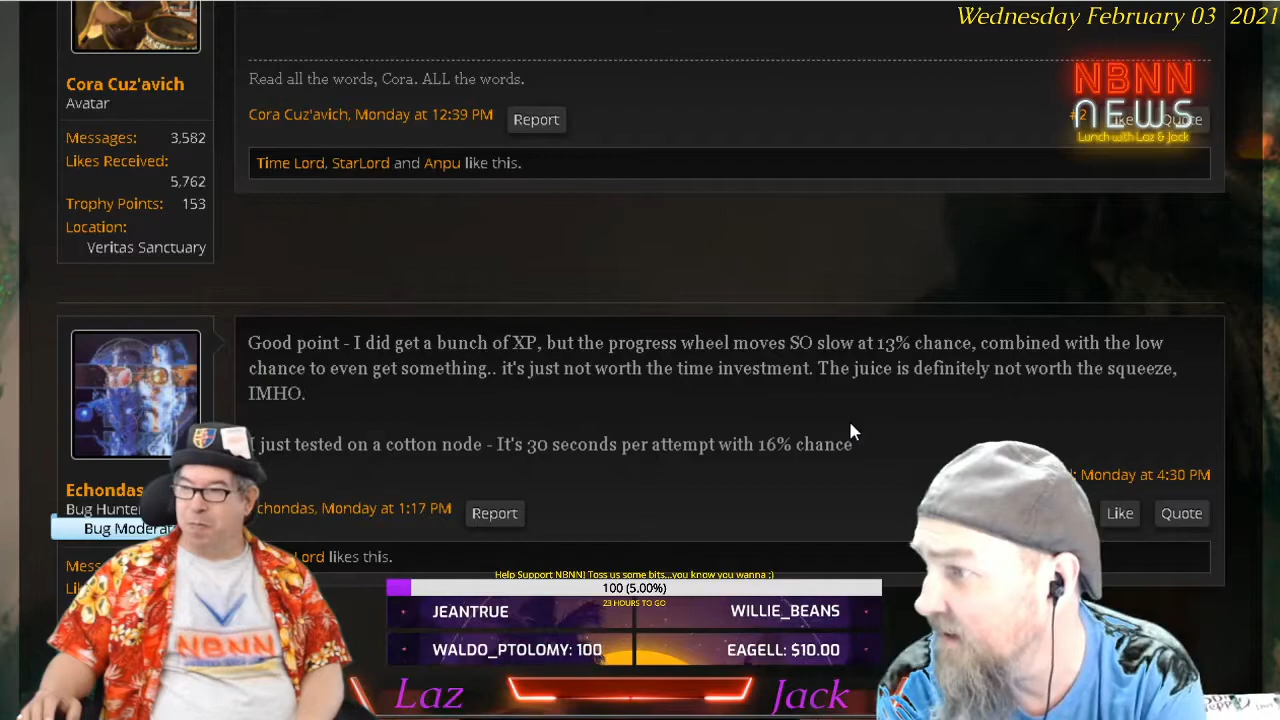 Wednesday February 03 2021
NBNN
NEWS
Lunch with Laz & Jack
Cora Cuz'avich
Avatar
Messages: 3,582
Likes Received:
5,762
Trophy Points: 153
Location:
Veritas Sanctuary
Read all the words, Cora. ALL the words.
Cora Cuz'avich, Monday at 12:39 PM Report
Quote
Time Lord, StarLord and Anpu like this.
Good point - I did get a bunch of XP, but the progress wheel moves SO slow at 13% chance, combined with the low
chance to even get something.. it's just not worth the time investment. The juice is definitely not worth the squeeze,
IMHO.
I just tested on a cotton node - It's 30 seconds per attempt with 16% chance
: Monday at 4:30 PM
Echondas
Bug Hunter
Bug Moderat
chondas, Monday at 1:17 PM Report
Like Quote
Lord likes this.
Mess
Lik
Help Support NBNN! Toss us some bits...you know you wanna ;)
100 (5.00%)
23 HOURS TO GO
JEANTRUE WILLIE_BEANS
WALDO_PTOLOMY: 100 EAGELL: $10.00
NBNN
Laz Jack